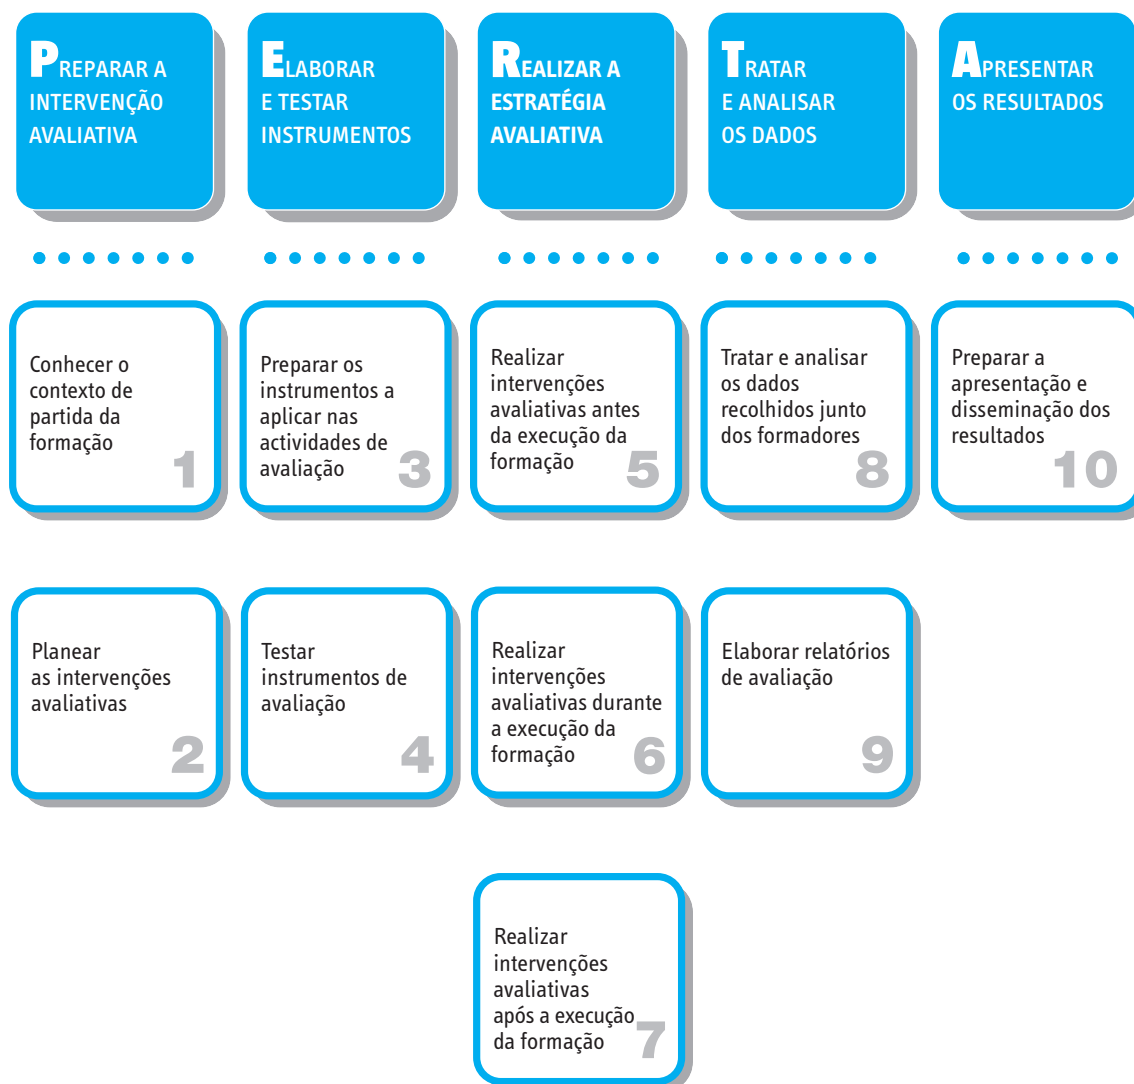 PREPARAR A
INTERVENÇÃO
AVALIATIVA
ELABORAR
E TESTAR
INSTRUMENTOS
REALIZAR A
ESTRATÉGIA
AVALIATIVA
TRATAR
E ANALISAR
OS DADOS
APRESENTAR
OS RESULTADOS
Conhecer o
contexto de
partida da
formação
1
Preparar os
instrumentos a
aplicar nas
actividades de
avaliação
3
Realizar
intervenções
avaliativas antes
da execução da
formação
5
Tratar e analisar
os dados
recolhidos junto
dos formadores
8
Preparar a
apresentação e
disseminação dos
resultados
10
Planear
as intervenções
avaliativas
2
Testar
instrumentos de
avaliação
4
Realizar
intervenções
avaliativas durante
a execução da
formação
6
Elaborar relatórios
de avaliação
9
Realizar
intervenções
avaliativas
após a execução
da formação
7